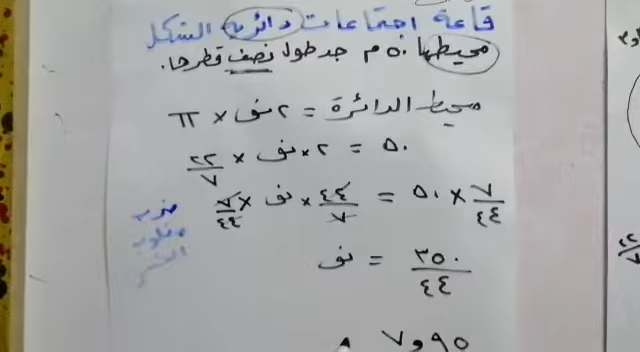 قاعة اجتماعات دائرية الشكل
محيطها ٥٠ م جد طول نصف قطرها.
محيط الدائرة = ٢ نق × π
٥٠ = ٢ × نق × ٢٢/٧
٧/٤٤ × ٥٠ = ٤٤/٧ × نق × ٧/٤٤
٣٥٠/٤٤ = نق
٧,٩٥